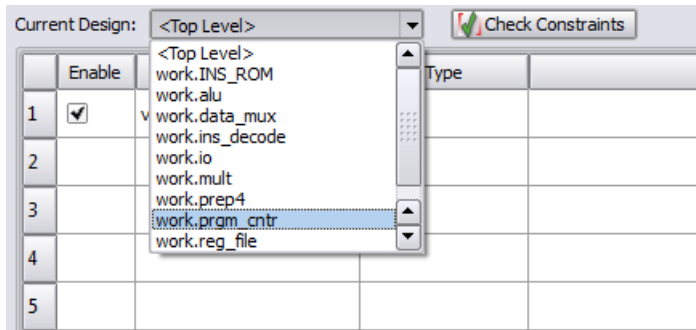 Current Design: <Top Level> Check Constraints
Enable Type
<Top Level>
work.INS_ROM
work.alu
1 v work.data_mux
work.ins_decode
work.io
2
work.mult
work.prep4
3 work.prgm_cntr
work.reg_file
4
5